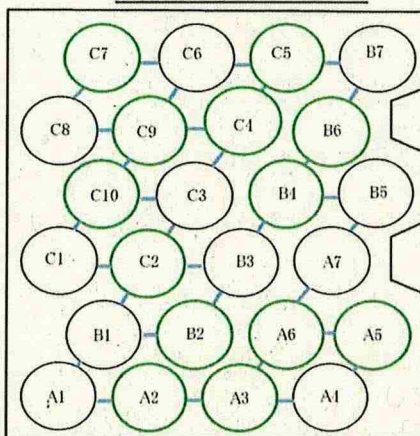 C7 C6 C5 B7
C8 C9 C4 B6
C10 C3 B4 B5
C1 C2 B3 A7
B1 B2 A6 A5
A1 A2 A3 A4